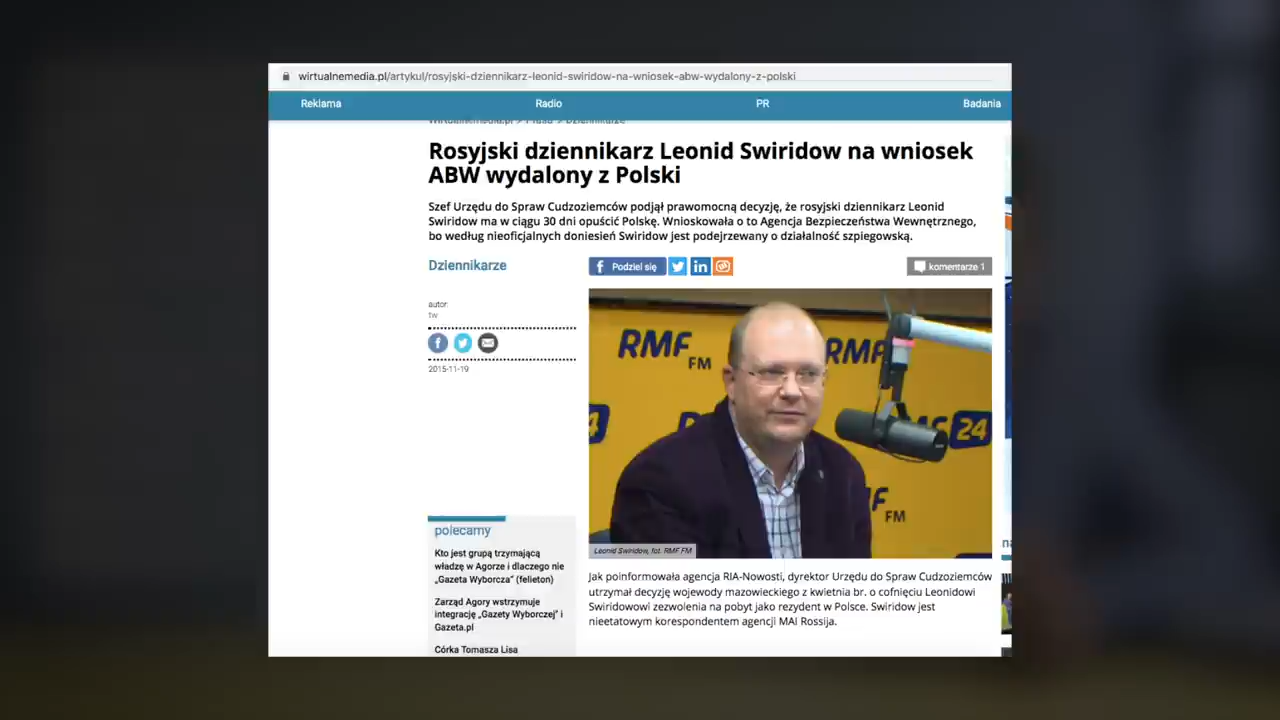 wirtualnemedia.pl/artykul/rosyjski-dziennikarz-leonid-swiridow-na-wniosek-abw-wydalony-z-polski
Reklama Radio PR Badania
Wirtualnemedia.pl > Prasa > Dziennikarze
Rosyjski dziennikarz Leonid Swiridow na wniosek
ABW wydalony z Polski
Szef Urzędu do Spraw Cudzoziemców podjął prawomocną decyzję, że rosyjski dziennikarz Leonid
Swiridow ma w ciągu 30 dni opuścić Polskę. Wnioskowała o to Agencja Bezpieczeństwa Wewnętrznego,
bo według nieoficjalnych doniesień Swiridow jest podejrzewany o działalność szpiegowską.
Dziennikarze
Podziel się
komentarze 1
autor:
tw
2015-11-19
RMF FM
RMF
24
24
FM
Leonid Swiridow, fot. RMF FM
polecamy
Kto jest grupą trzymającą
władzę w Agorze i dlaczego nie
„Gazeta Wyborcza” (felieton)
Zarząd Agory wstrzymuje
integrację „Gazety Wyborczej” i
Gazeta.pl
Córka Tomasza Lisa
Jak poinformowała agencja RIA-Nowosti, dyrektor Urzędu do Spraw Cudzoziemców
utrzymał decyzję wojewody mazowieckiego z kwietnia br. o cofnięciu Leonidowi
Swiridowowi zezwolenia na pobyt jako rezydent w Polsce. Swiridow jest
nieetatowym korespondentem agencji MAI Rossija.